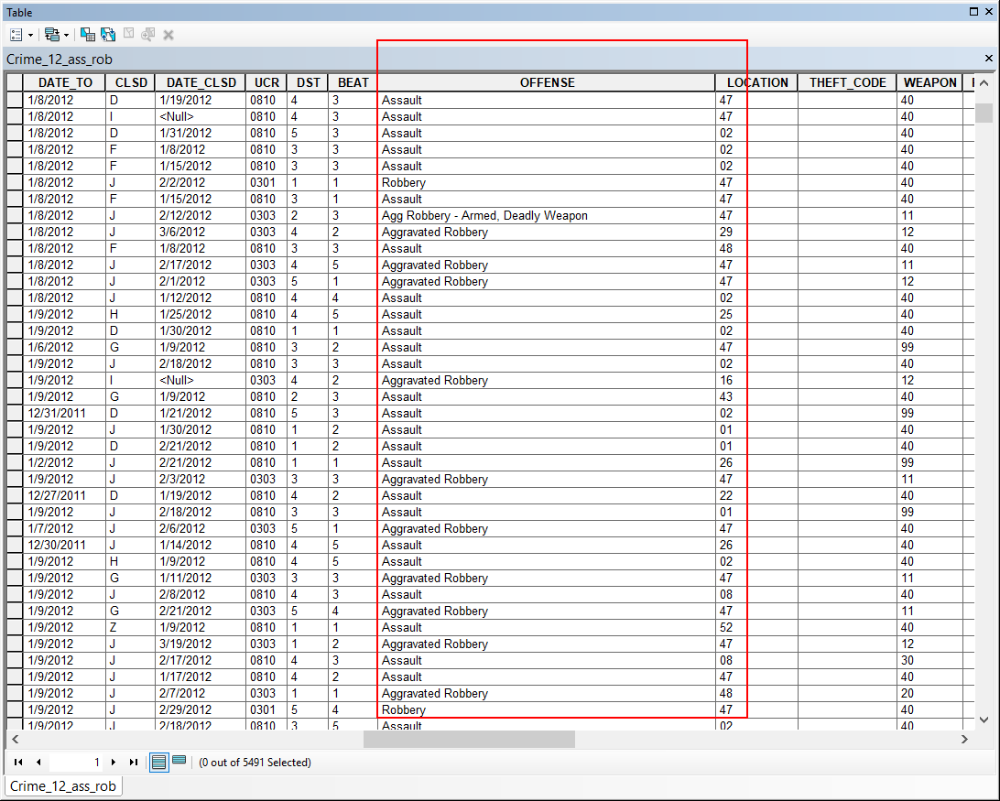 Table
Crime_12_ass_rob
DATE_TO CLSD DATE_CLSD UCR DST BEAT OFFENSE LOCATION THEFT_CODE WEAPON
1/8/2012 D 1/19/2012 0810 4 3 Assault 47 40
1/8/2012 I <Null> 0810 4 3 Assault 47 40
1/8/2012 D 1/31/2012 0810 5 3 Assault 02 40
1/8/2012 F 1/8/2012 0810 3 3 Assault 02 40
1/8/2012 F 1/15/2012 0810 3 3 Assault 02 40
1/8/2012 J 2/2/2012 0301 1 1 Robbery 47 40
1/8/2012 F 1/15/2012 0810 3 1 Assault 47 40
1/8/2012 J 2/12/2012 0303 2 3 Agg Robbery - Armed, Deadly Weapon 47 11
1/8/2012 J 3/6/2012 0303 4 2 Aggravated Robbery 29 12
1/8/2012 F 1/8/2012 0810 3 3 Assault 48 40
1/8/2012 J 2/17/2012 0303 4 5 Aggravated Robbery 47 11
1/8/2012 J 2/1/2012 0303 5 1 Aggravated Robbery 47 12
1/8/2012 J 1/12/2012 0810 4 4 Assault 02 40
1/9/2012 H 1/25/2012 0810 4 5 Assault 25 40
1/9/2012 D 1/30/2012 0810 1 1 Assault 02 40
1/6/2012 G 1/9/2012 0810 3 2 Assault 47 99
1/9/2012 J 2/18/2012 0810 3 3 Assault 02 40
1/9/2012 I <Null> 0303 4 2 Aggravated Robbery 16 12
1/9/2012 G 1/9/2012 0810 2 3 Assault 43 40
12/31/2011 D 1/21/2012 0810 5 3 Assault 02 99
1/9/2012 J 1/30/2012 0810 1 2 Assault 01 40
1/9/2012 D 2/21/2012 0810 1 2 Assault 01 40
1/2/2012 J 2/21/2012 0810 1 1 Assault 26 99
1/9/2012 J 2/3/2012 0303 3 3 Aggravated Robbery 47 11
12/27/2011 D 1/19/2012 0810 4 2 Assault 22 40
1/9/2012 J 2/18/2012 0810 3 3 Assault 01 99
1/7/2012 J 2/6/2012 0303 5 1 Aggravated Robbery 47 40
12/30/2011 J 1/14/2012 0810 4 5 Assault 26 40
1/9/2012 H 1/9/2012 0810 4 5 Assault 02 40
1/9/2012 G 1/11/2012 0303 3 3 Aggravated Robbery 47 11
1/9/2012 J 2/8/2012 0810 4 3 Assault 08 40
1/9/2012 G 2/21/2012 0303 5 4 Aggravated Robbery 47 11
1/9/2012 Z 1/9/2012 0810 1 1 Assault 52 40
1/9/2012 J 3/19/2012 0303 1 2 Aggravated Robbery 47 12
1/9/2012 J 2/17/2012 0810 4 3 Assault 08 30
1/9/2012 J 1/17/2012 0810 4 2 Assault 47 40
1/9/2012 J 2/7/2012 0303 1 1 Aggravated Robbery 48 20
1/9/2012 J 2/29/2012 0301 5 4 Robbery 47 40
1/9/2012 J 2/18/2012 0810 3 5 Assault 02 40
1 (0 out of 5491 Selected)
Crime_12_ass_rob